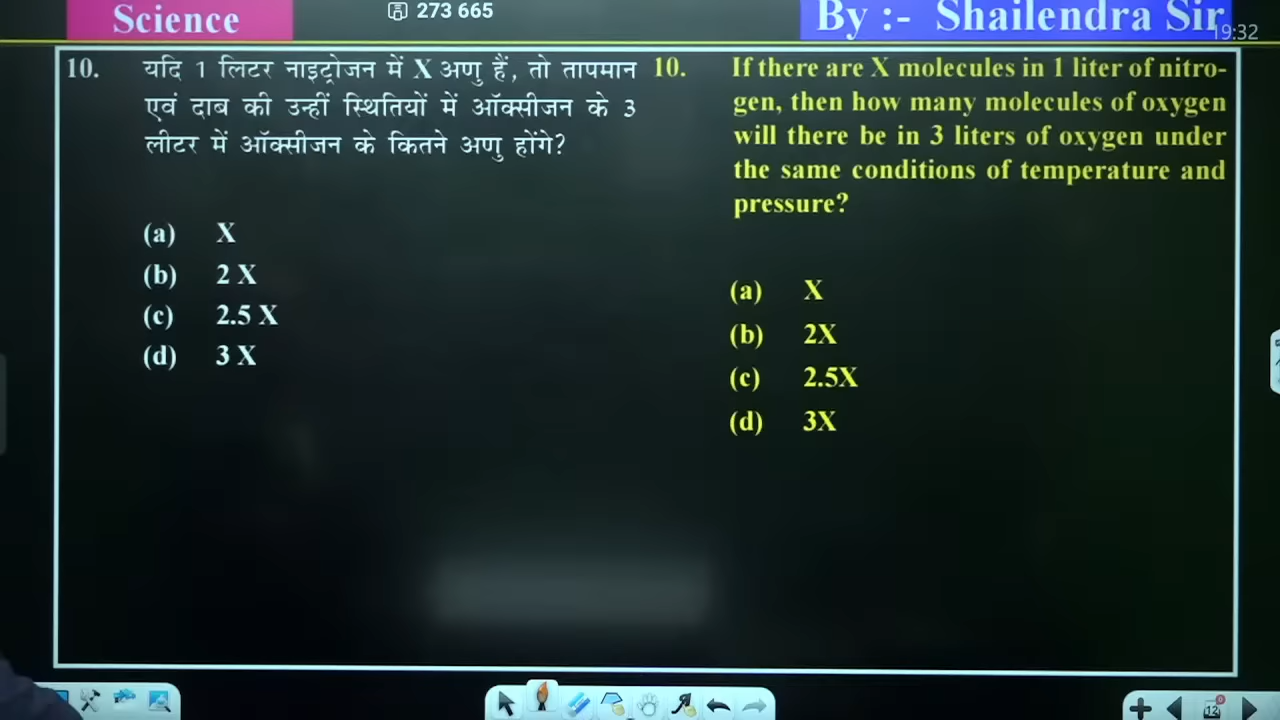 Science
273 665
By :- Shailendra Sir
19:32
10. यदि 1 लिटर नाइट्रोजन में X अणु हैं, तो तापमान
एवं दाब की उन्हीं स्थितियों में ऑक्सीजन के 3
लीटर में ऑक्सीजन के कितने अणु होंगे?
(a) X
(b) 2 X
(c) 2.5 X
(d) 3 X
10. If there are X molecules in 1 liter of nitro-
gen, then how many molecules of oxygen
will there be in 3 liters of oxygen under
the same conditions of temperature and
pressure?
(a) X
(b) 2X
(c) 2.5X
(d) 3X
12